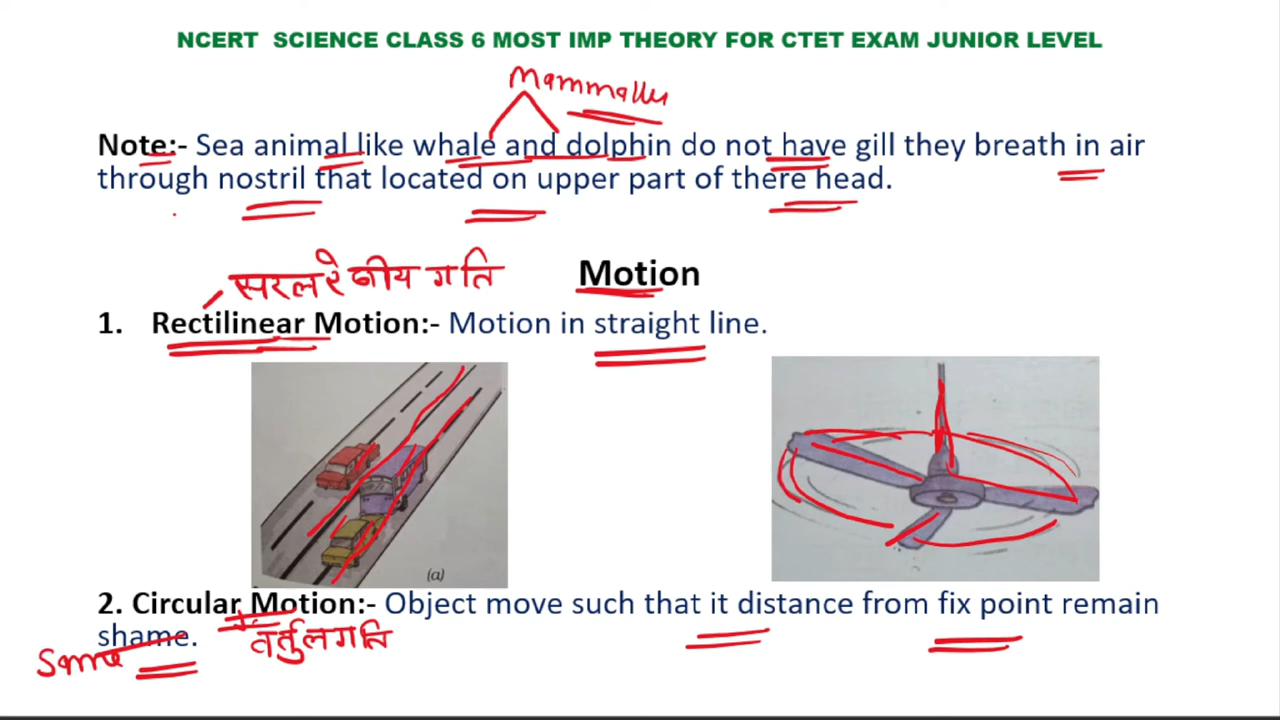 NCERT SCIENCE CLASS 6 MOST IMP THEORY FOR CTET EXAM JUNIOR LEVEL
Mammalls
Note:- Sea animal like whale and dolphin do not have gill they breath in air
through nostril that located on upper part of there head.
सरलरेखीय गति
Motion
1. Rectilinear Motion:- Motion in straight line.
(a)
2. Circular Motion:- Object move such that it distance from fix point remain
shame.
वर्तुलगति
Same